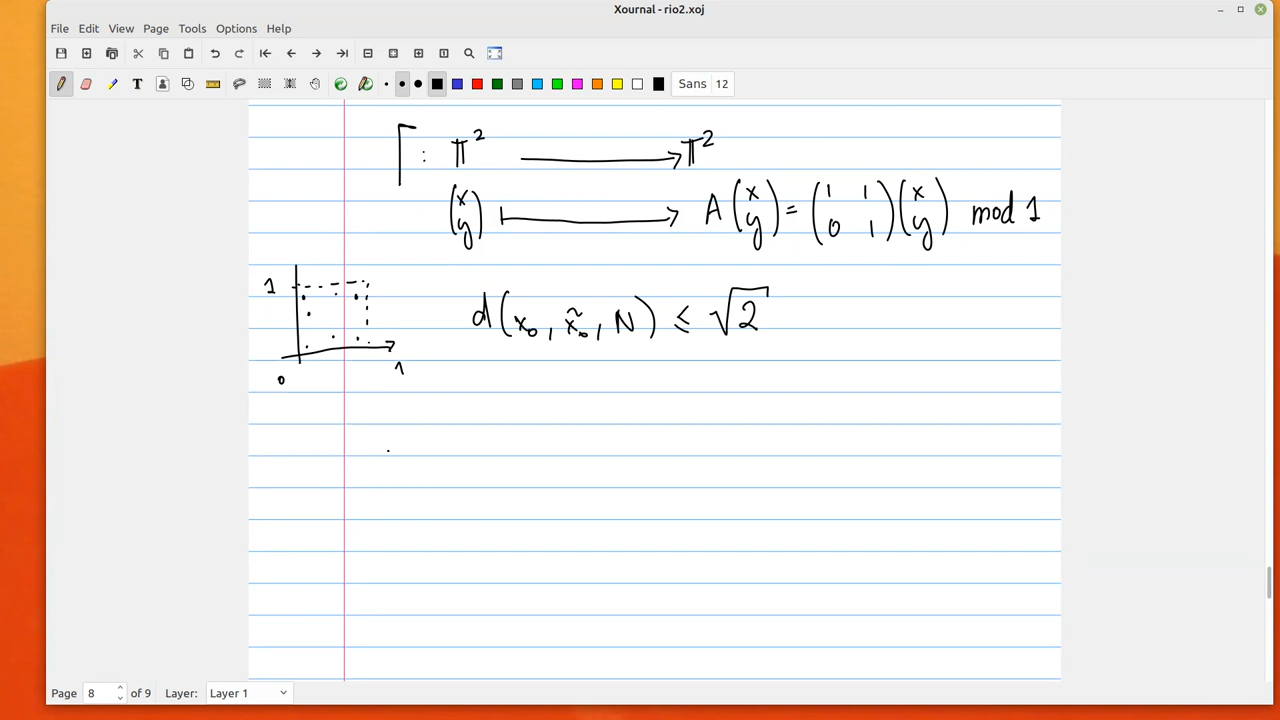 Xournal - rio2.xoj
File Edit View Page Tools Options Help
Sans 12
Γ : 𝕋² ⟶ 𝕋²
(x y) ⟼ A (x y) = (1 1 0 1) (x y) mod 1
1
d(x₀, x̃₀, N) ≤ √2
0 1
Page 8 of 9 Layer: Layer 1